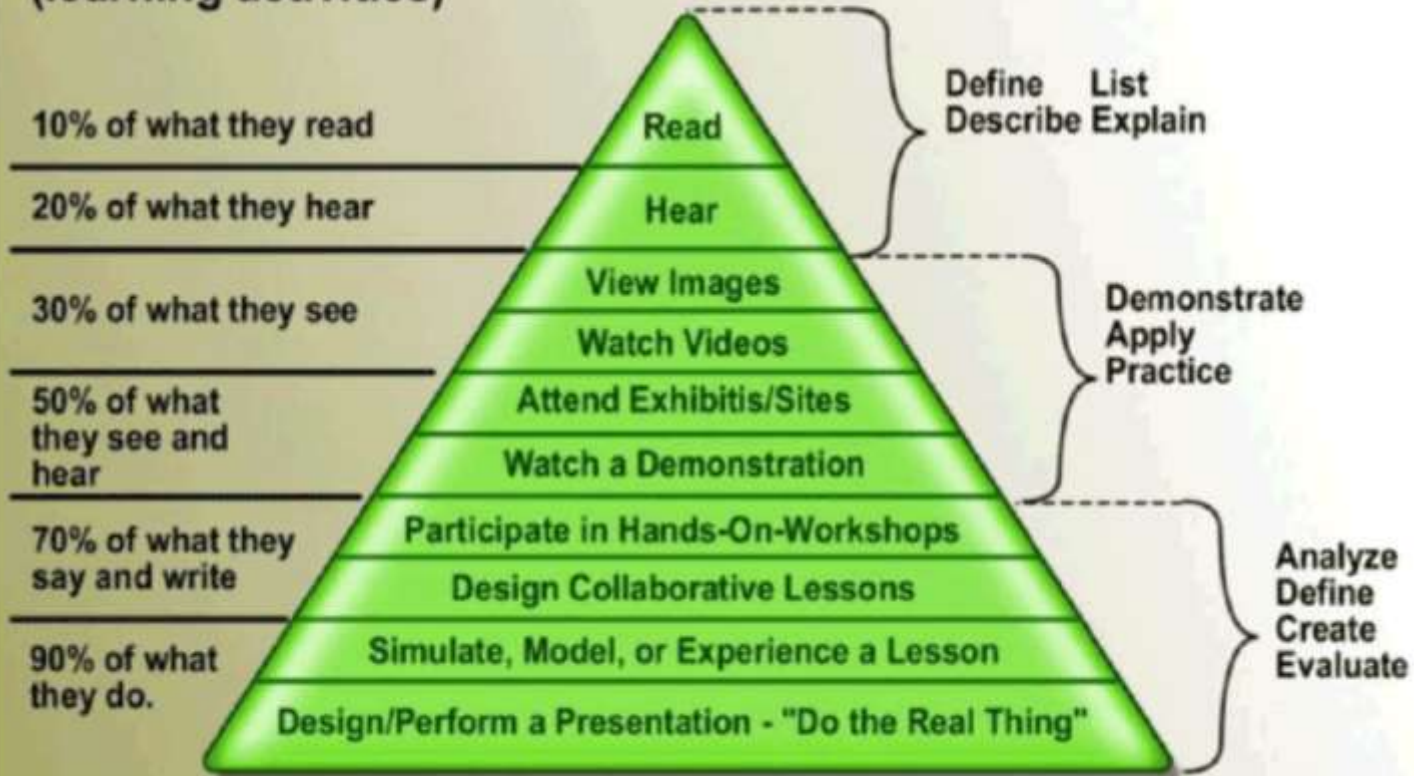 (learning activities)
10% of what they read
20% of what they hear
30% of what they see
50% of what
they see and
hear
70% of what they
say and write
90% of what
they do.
Read
Hear
View Images
Watch Videos
Attend Exhibitis/Sites
Watch a Demonstration
Participate in Hands-On-Workshops
Design Collaborative Lessons
Simulate, Model, or Experience a Lesson
Design/Perform a Presentation - "Do the Real Thing"
Define List
Describe Explain
Demonstrate
Apply
Practice
Analyze
Define
Create
Evaluate